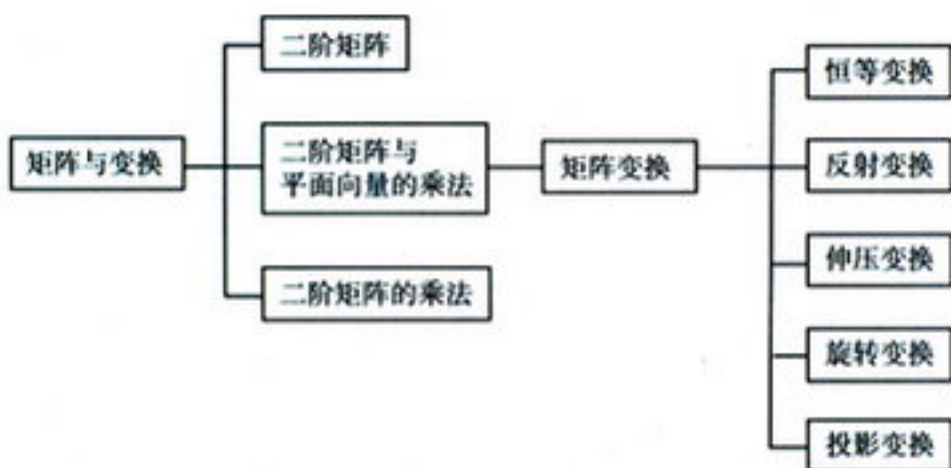 矩阵与变换
二阶矩阵
二阶矩阵与
平面向量的乘法
二阶矩阵的乘法
矩阵变换
恒等变换
反射变换
伸压变换
旋转变换
投影变换